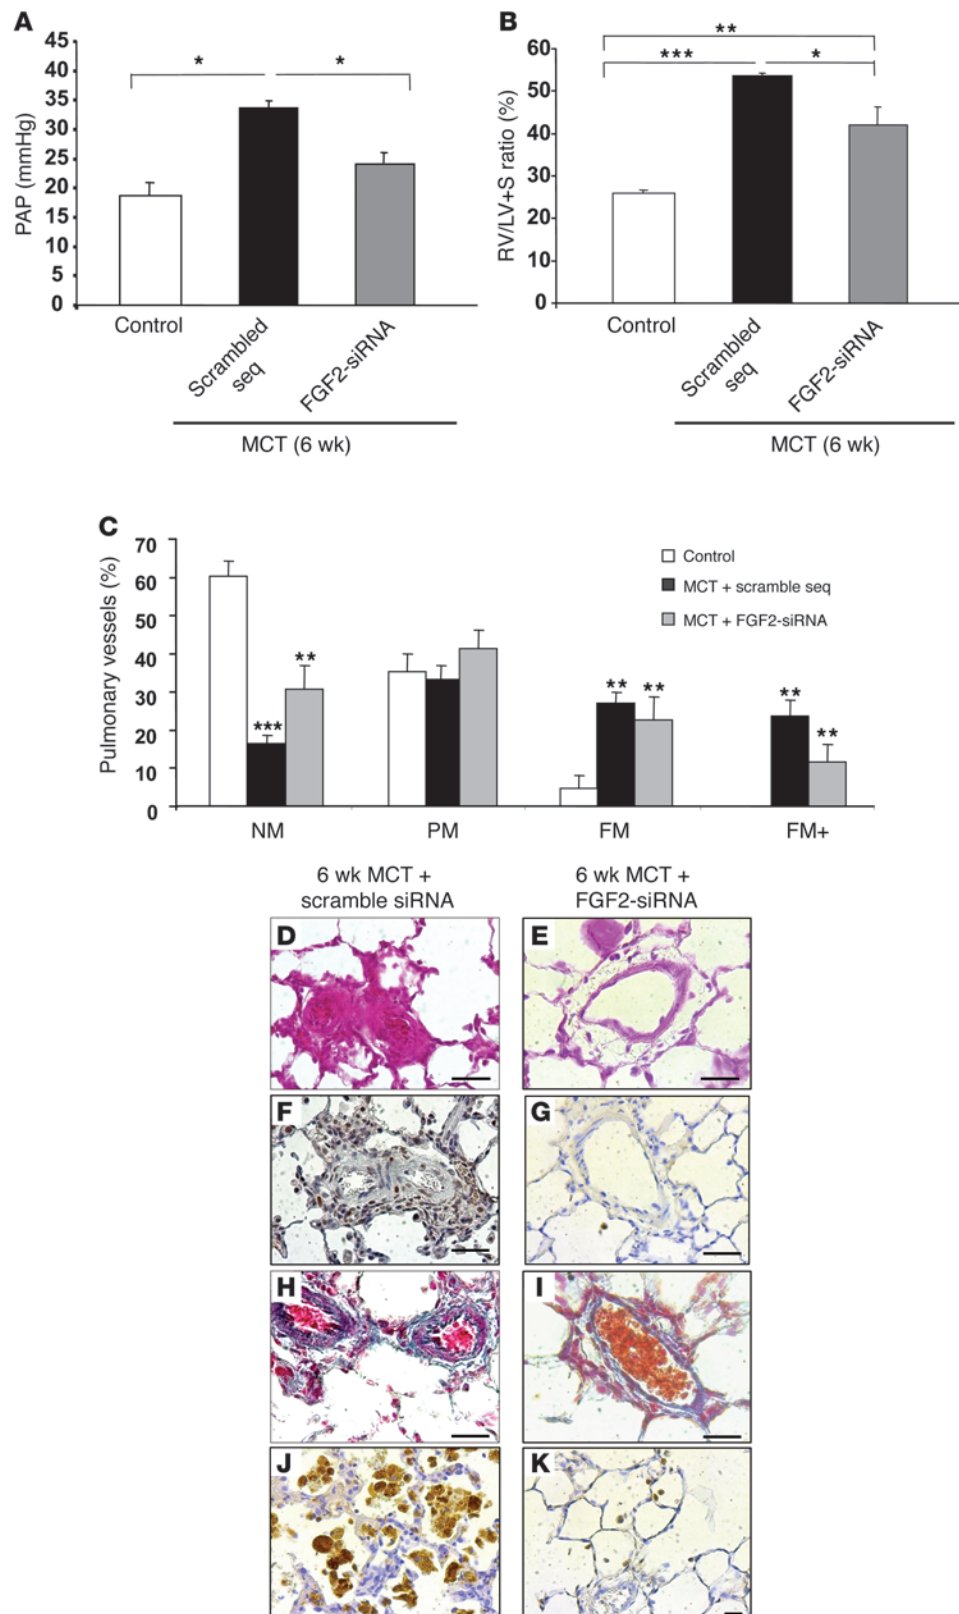 A
PAP (mmHg)
45
40
35
30
25
20
15
10
5
0
*
*
Control
Scrambled
seq
FGF2-siRNA
MCT (6 wk)
B
RV/LV+S ratio (%)
60
50
40
30
20
10
0
**
***
*
Control
Scrambled
seq
FGF2-siRNA
MCT (6 wk)
C
Pulmonary vessels (%)
70
60
50
40
30
20
10
0
Control
MCT + scramble seq
MCT + FGF2-siRNA
***
**
**
**
**
**
NM
PM
FM
FM+
6 wk MCT +
scramble siRNA
6 wk MCT +
FGF2-siRNA
D
E
F
G
H
I
J
K